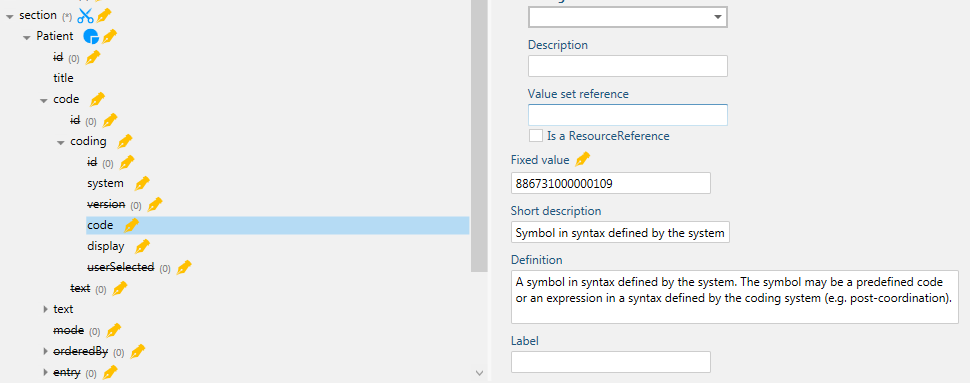 section (*)
Patient
id (0)
title
code
id (0)
coding
id (0)
system
version (0)
code
display
userSelected (0)
text (0)
text
mode (0)
orderedBy (0)
entry (0)
Description
Value set reference
Is a ResourceReference
Fixed value
886731000000109
Short description
Symbol in syntax defined by the system
Definition
A symbol in syntax defined by the system. The symbol may be a predefined code
or an expression in a syntax defined by the coding system (e.g. post-coordination).
Label